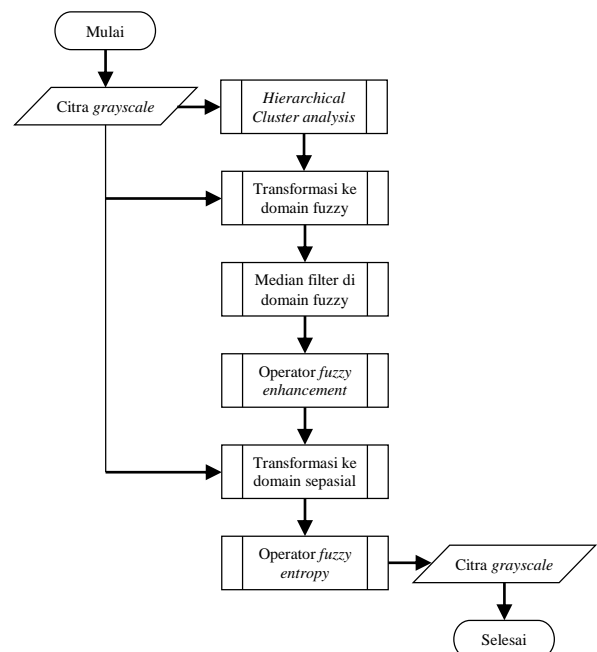 Mulai
Citra grayscale
Hierarchical
Cluster analysis
Transformasi ke
domain fuzzy
Median filter di
domain fuzzy
Operator fuzzy
enhancement
Transformasi ke
domain sepasial
Operator fuzzy
entropy
Citra grayscale
Selesai